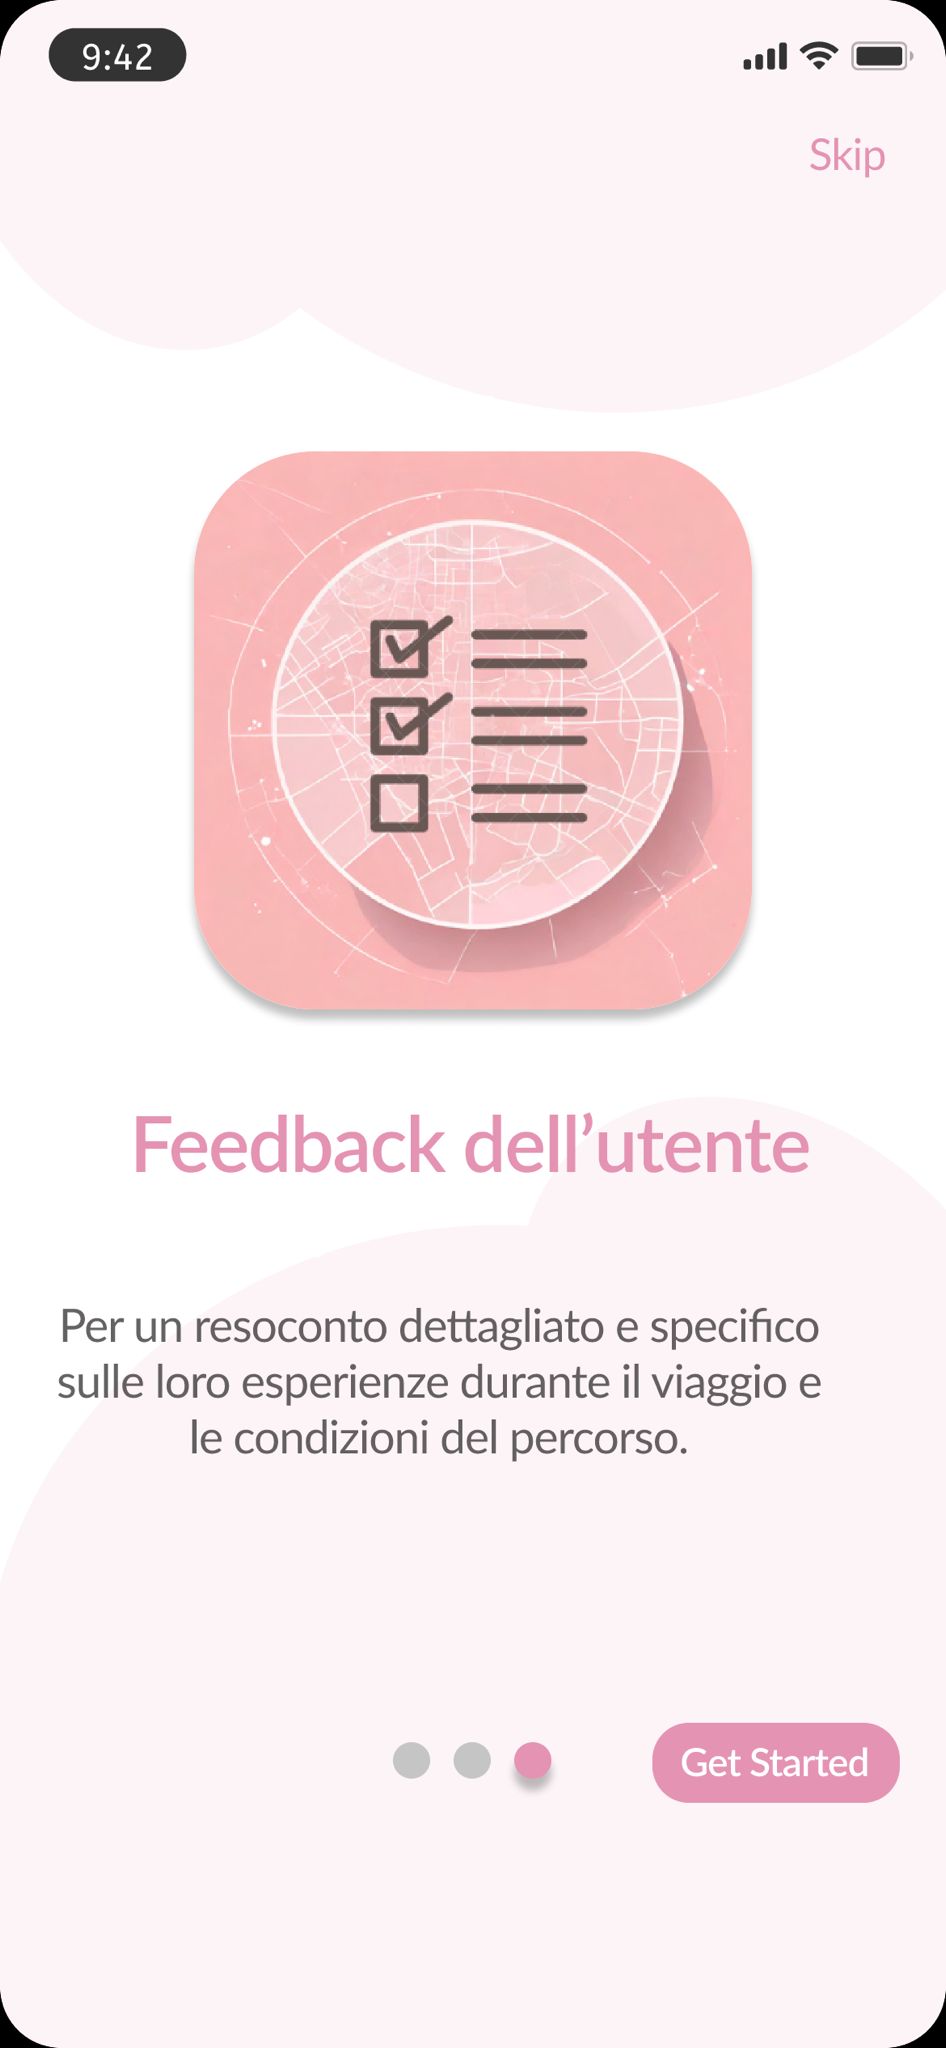 9:42
Skip
Feedback dell’utente
Per un resoconto dettagliato e specifico
sulle loro esperienze durante il viaggio e
le condizioni del percorso.
Get Started